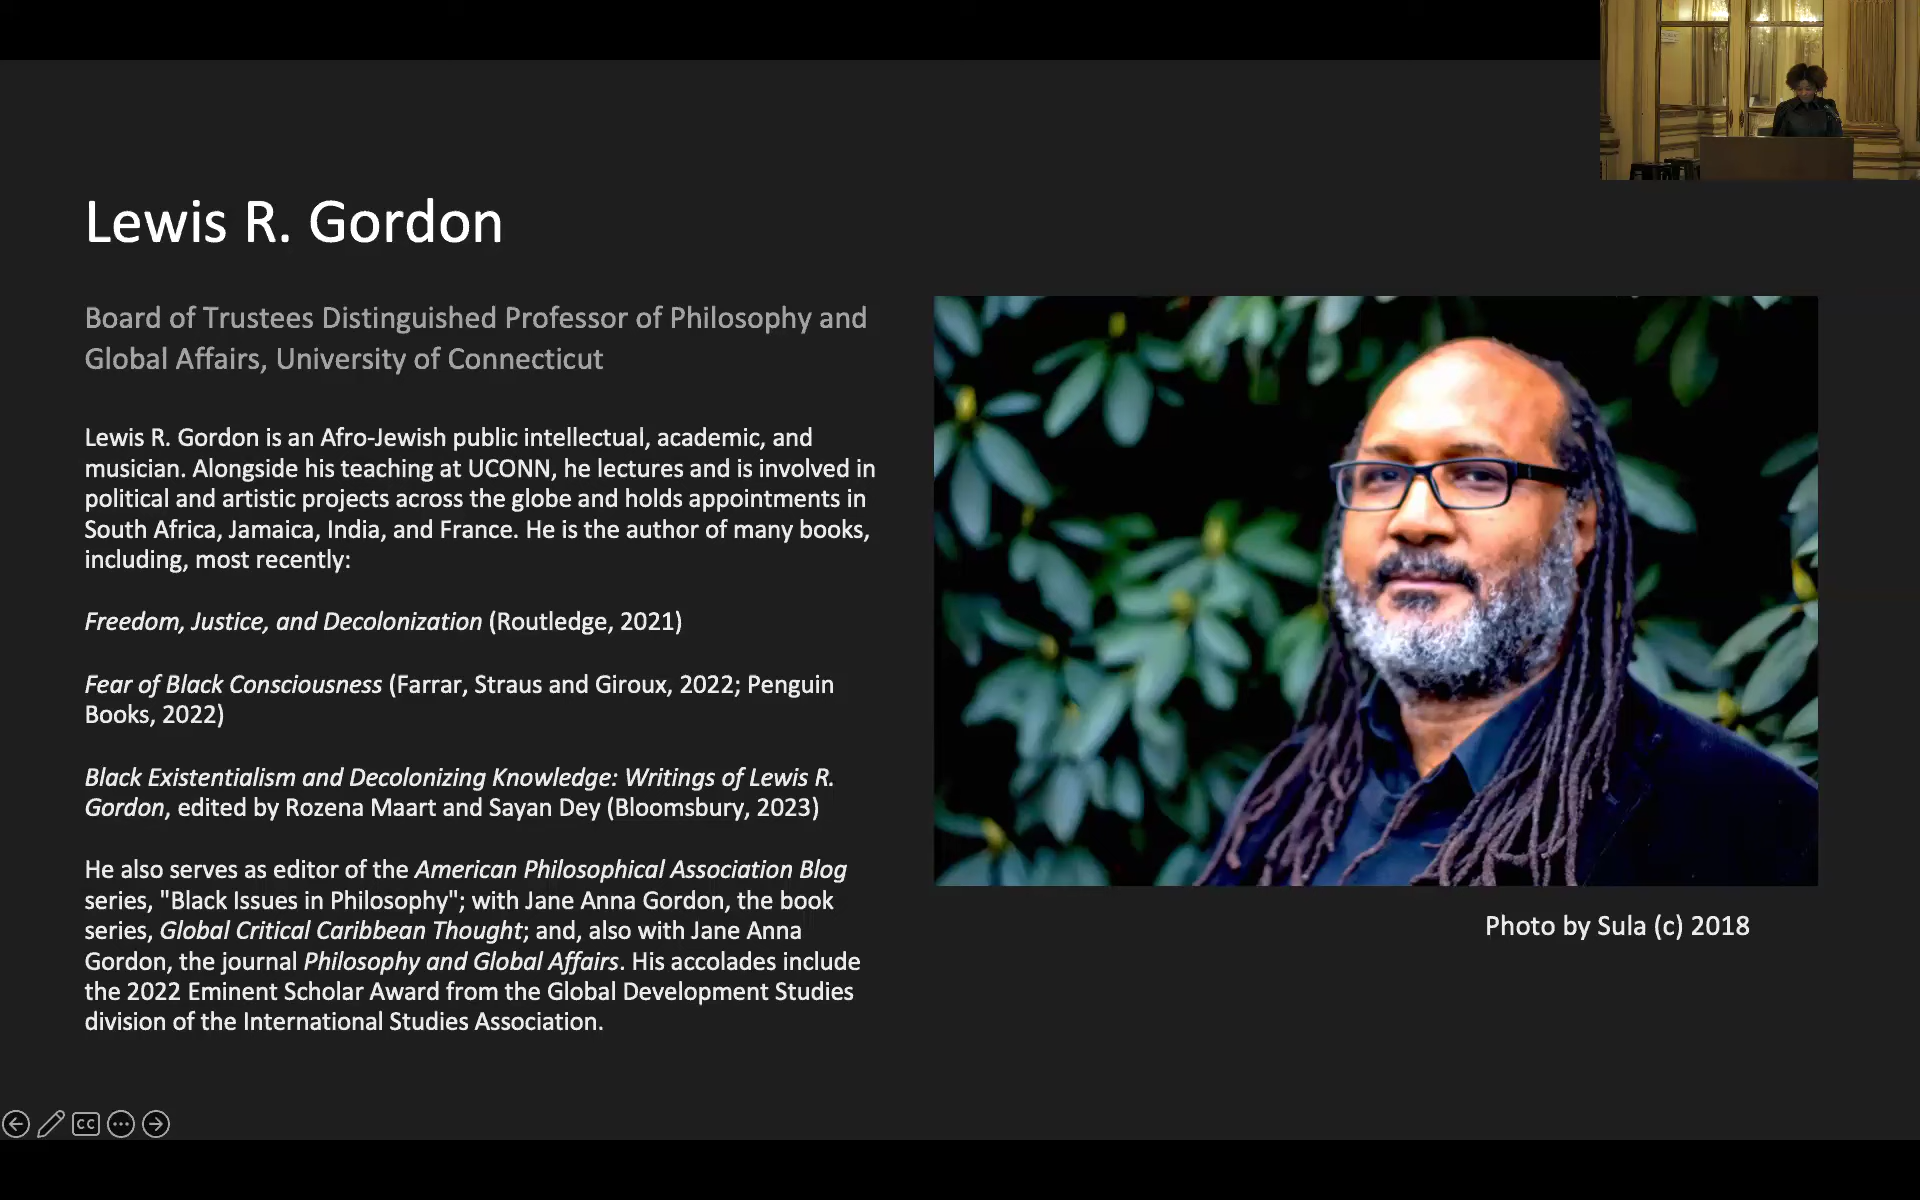 Lewis R. Gordon
Board of Trustees Distinguished Professor of Philosophy and
Global Affairs, University of Connecticut
Lewis R. Gordon is an Afro-Jewish public intellectual, academic, and
musician. Alongside his teaching at UCONN, he lectures and is involved in
political and artistic projects across the globe and holds appointments in
South Africa, Jamaica, India, and France. He is the author of many books,
including, most recently:
Freedom, Justice, and Decolonization (Routledge, 2021)
Fear of Black Consciousness (Farrar, Straus and Giroux, 2022; Penguin
Books, 2022)
Black Existentialism and Decolonizing Knowledge: Writings of Lewis R.
Gordon, edited by Rozena Maart and Sayan Dey (Bloomsbury, 2023)
He also serves as editor of the American Philosophical Association Blog
series, "Black Issues in Philosophy"; with Jane Anna Gordon, the book
series, Global Critical Caribbean Thought; and, also with Jane Anna
Gordon, the journal Philosophy and Global Affairs. His accolades include
the 2022 Eminent Scholar Award from the Global Development Studies
division of the International Studies Association.
Photo by Sula (c) 2018
CC